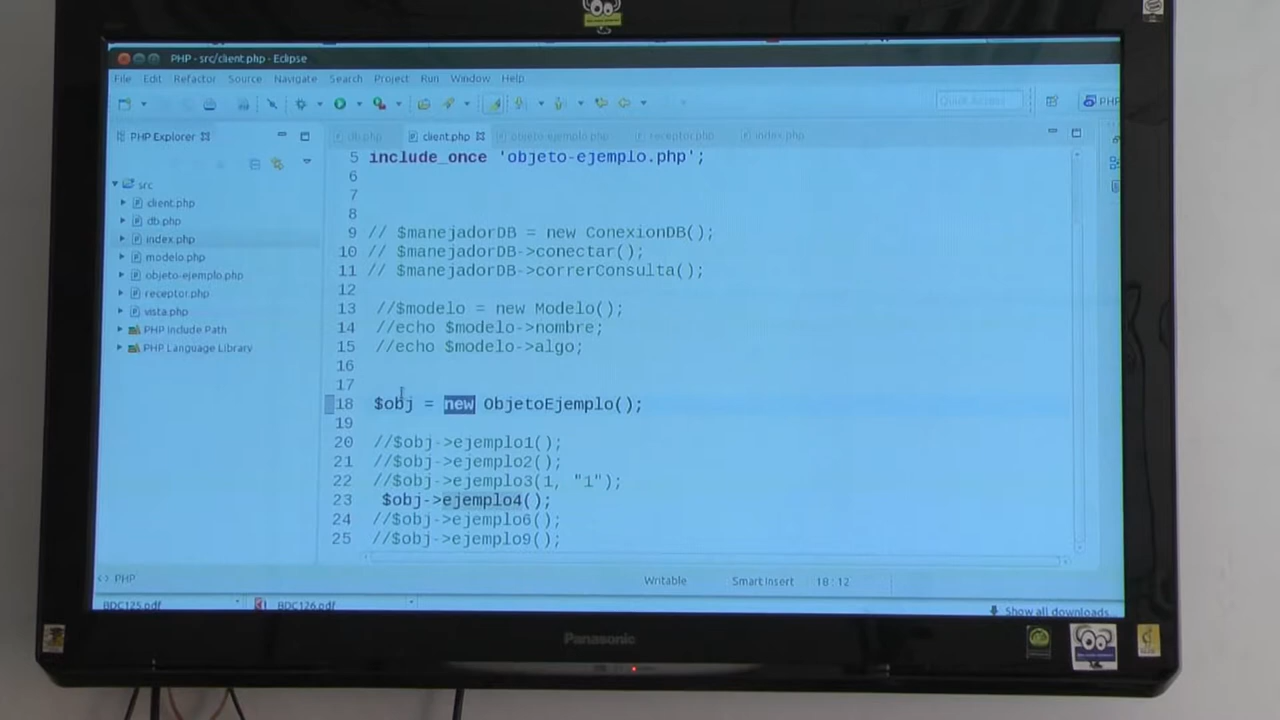 PHP - src/client.php - Eclipse
File Edit Refactor Source Navigate Search Project Run Window Help
Quick Access PHP
PHP Explorer
db.php client.php objeto-ejemplo.php receptor.php index.php
src
client.php
db.php
index.php
modelo.php
objeto-ejemplo.php
receptor.php
vista.php
PHP Include Path
PHP Language Library
5 include_once 'objeto-ejemplo.php';
6
7
8
9 // $manejadorDB = new ConexionDB();
10 // $manejadorDB->conectar();
11 // $manejadorDB->correrConsulta();
12
13 //$modelo = new Modelo();
14 //echo $modelo->nombre;
15 //echo $modelo->algo;
16
17
18 $obj = new ObjetoEjemplo();
19
20 //$obj->ejemplo1();
21 //$obj->ejemplo2();
22 //$obj->ejemplo3(1, "1");
23 $obj->ejemplo4();
24 //$obj->ejemplo6();
25 //$obj->ejemplo9();
PHP Writable Smart Insert 18:12
BDC125.pdf BDC126.pdf Show all downloads...
Panasonic